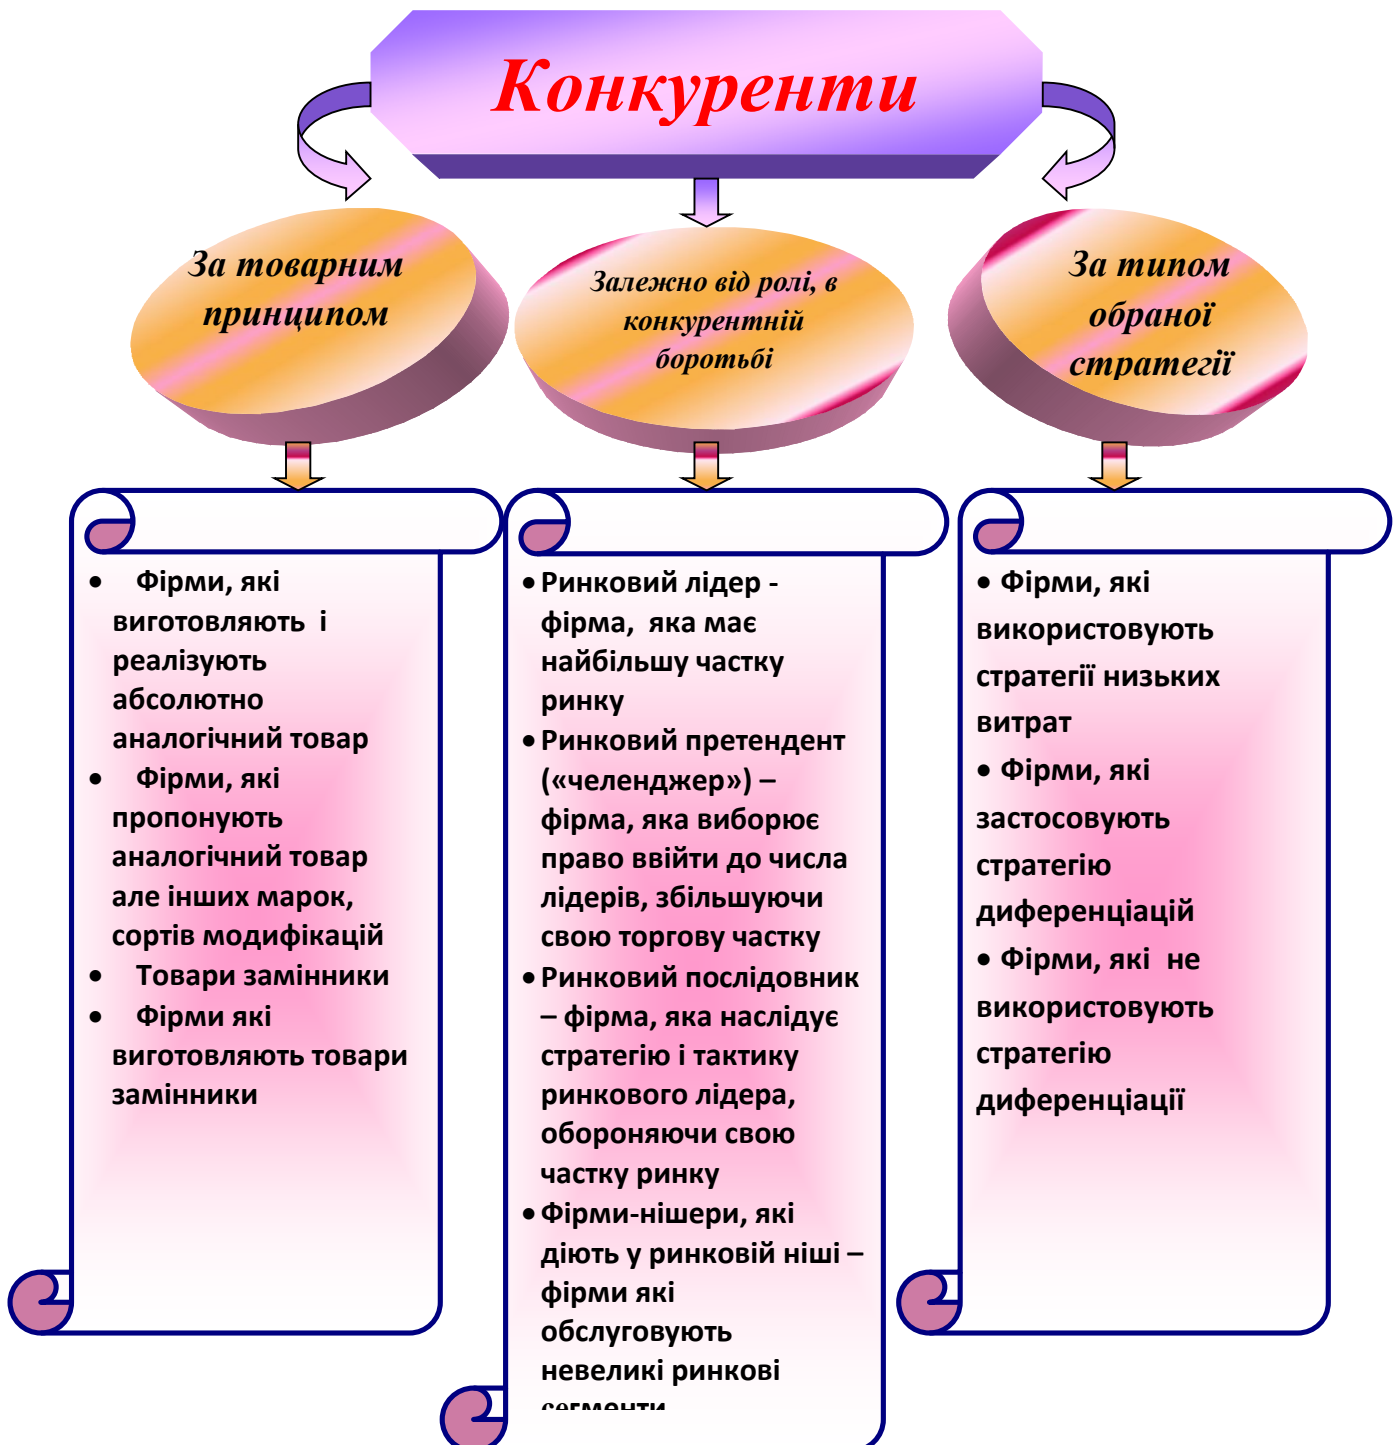 Конкуренти
За товарним
принципом
Залежно від ролі, в
конкурентній
боротьбі
За типом
обраної
стратегії
• Фірми, які
виготовляють і
реалізують
абсолютно
аналогічний товар
• Фірми, які
пропонують
аналогічний товар
але інших марок,
сортів модифікацій
• Товари замінники
• Фірми які
виготовляють товари
замінники
• Ринковий лідер -
фірма, яка має
найбільшу частку
ринку
• Ринковий претендент
(«челенджер») –
фірма, яка виборює
право ввійти до числа
лідерів, збільшуючи
свою торгову частку
• Ринковий послідовник
– фірма, яка наслідує
стратегію і тактику
ринкового лідера,
обороняючи свою
частку ринку
• Фірми-нішери, які
діють у ринковій ніші –
фірми які
обслуговують
невеликі ринкові
сегменти
• Фірми, які
використовують
стратегії низьких
витрат
• Фірми, які
застосовують
стратегію
диференціацій
• Фірми, які не
використовують
стратегію
диференціації